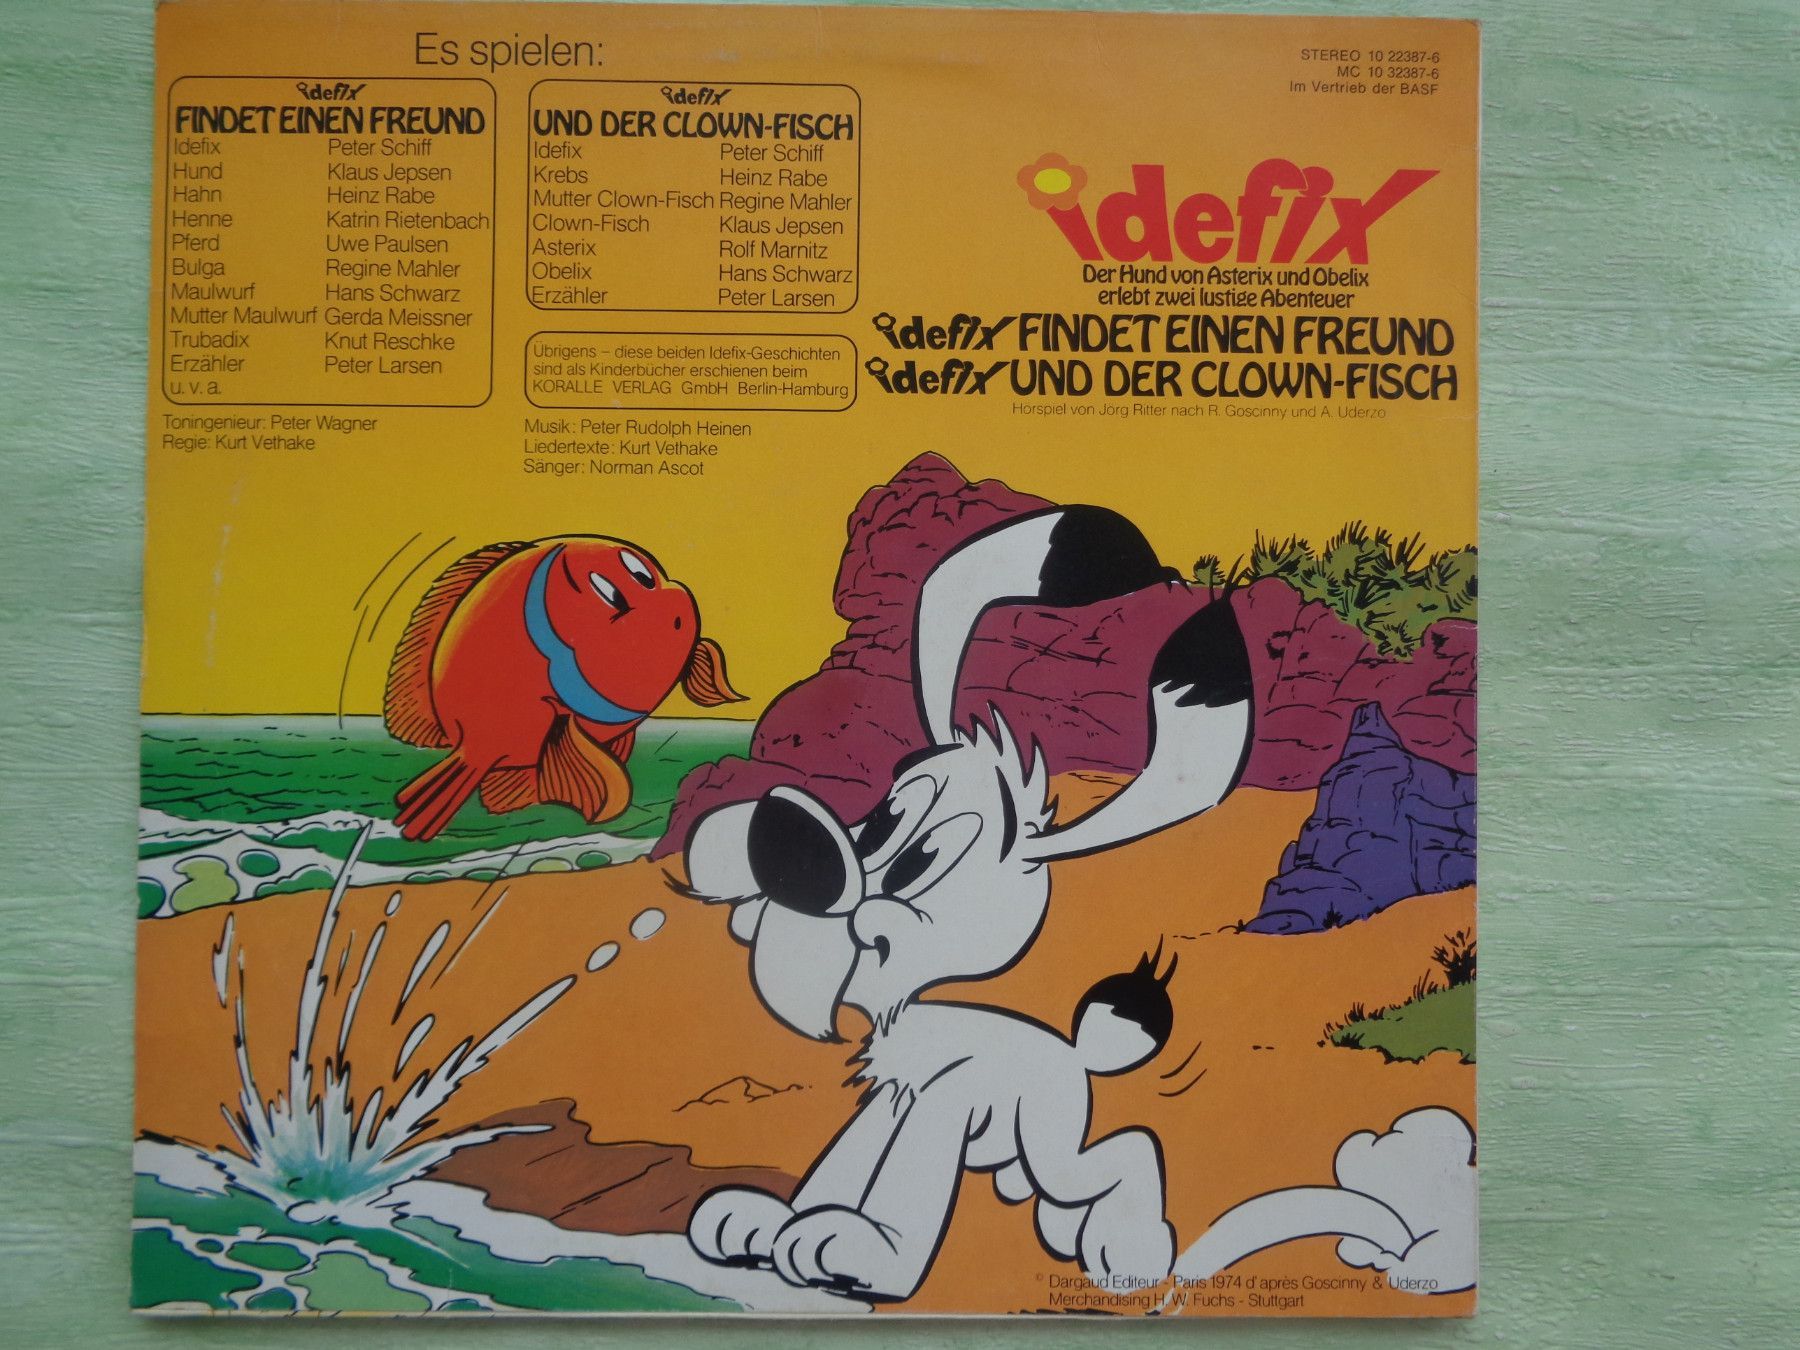 Es spielen:
idefix
FINDET EINEN FREUND
Idefix Peter Schiff
Hund Klaus Jepsen
Hahn Heinz Rabe
Henne Katrin Rietenbach
Pferd Uwe Paulsen
Bulga Regine Mahler
Maulwurf Hans Schwarz
Mutter Maulwurf Gerda Meissner
Trubadix Knut Reschke
Erzähler Peter Larsen
u. v. a.
Toningenieur: Peter Wagner
Regie: Kurt Vethake
idefix
UND DER CLOWN-FISCH
Idefix Peter Schiff
Krebs Heinz Rabe
Mutter Clown-Fisch Regine Mahler
Clown-Fisch Klaus Jepsen
Asterix Rolf Marnitz
Obelix Hans Schwarz
Erzähler Peter Larsen
Übrigens – diese beiden Idefix-Geschichten
sind als Kinderbücher erschienen beim
KORALLE VERLAG GmbH Berlin-Hamburg
Musik: Peter Rudolph Heinen
Liedertexte: Kurt Vethake
Sänger: Norman Ascot
STEREO 10 22387-6
MC 10 32387-6
Im Vertrieb der BASF
idefix
Der Hund von Asterix und Obelix
erlebt zwei lustige Abenteuer
idefix FINDET EINEN FREUND
idefix UND DER CLOWN-FISCH
Hörspiel von Jörg Ritter nach R. Goscinny und A. Uderzo
© Dargaud Editeur - Paris 1974 d'après Goscinny & Uderzo
Merchandising H. W. Fuchs - Stuttgart